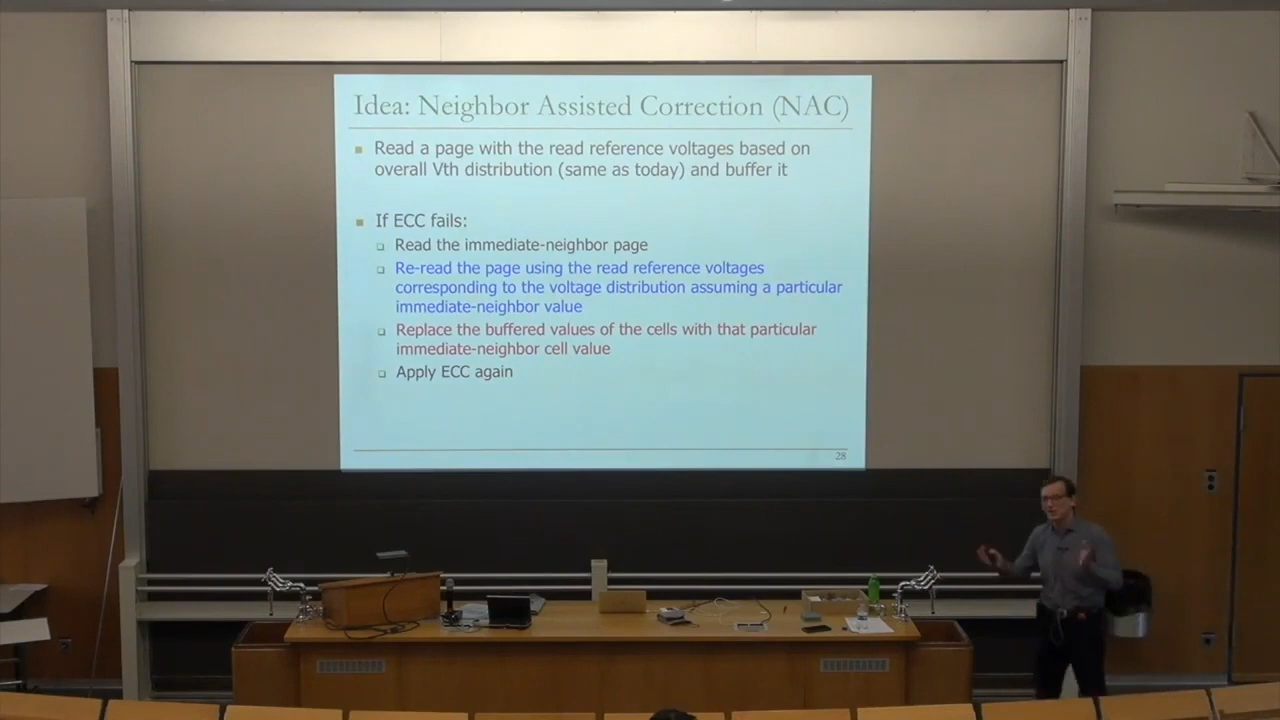 Idea: Neighbor Assisted Correction (NAC)
Read a page with the read reference voltages based on
overall Vth distribution (same as today) and buffer it
If ECC fails:
Read the immediate-neighbor page
Re-read the page using the read reference voltages
corresponding to the voltage distribution assuming a particular
immediate-neighbor value
Replace the buffered values of the cells with that particular
immediate-neighbor cell value
Apply ECC again
28